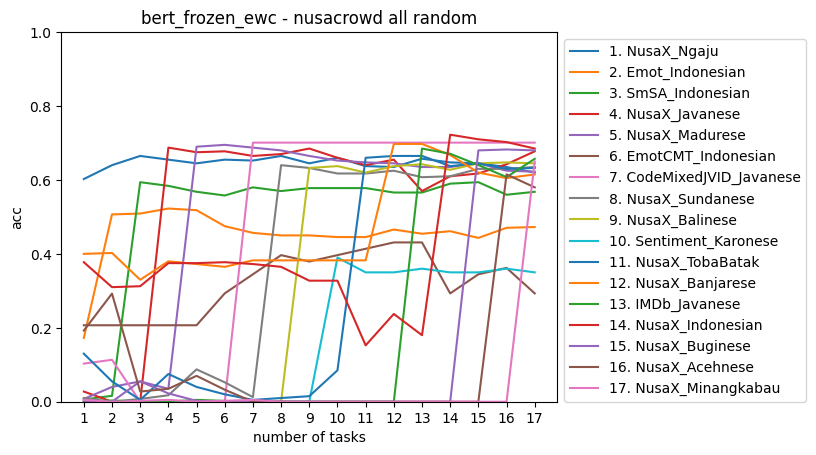 bert_frozen_ewc - nusacrowd all random
1.0
0.8
0.6
0.4
0.2
0.0
acc
1 2 3 4 5 6 7 8 9 10 11 12 13 14 15 16 17
number of tasks
1. NusaX_Ngaju
2. Emot_Indonesian
3. SmSA_Indonesian
4. NusaX_Javanese
5. NusaX_Madurese
6. EmotCMT_Indonesian
7. CodeMixedJVID_Javanese
8. NusaX_Sundanese
9. NusaX_Balinese
10. Sentiment_Karonese
11. NusaX_TobaBatak
12. NusaX_Banjarese
13. IMDb_Javanese
14. NusaX_Indonesian
15. NusaX_Buginese
16. NusaX_Acehnese
17. NusaX_Minangkabau